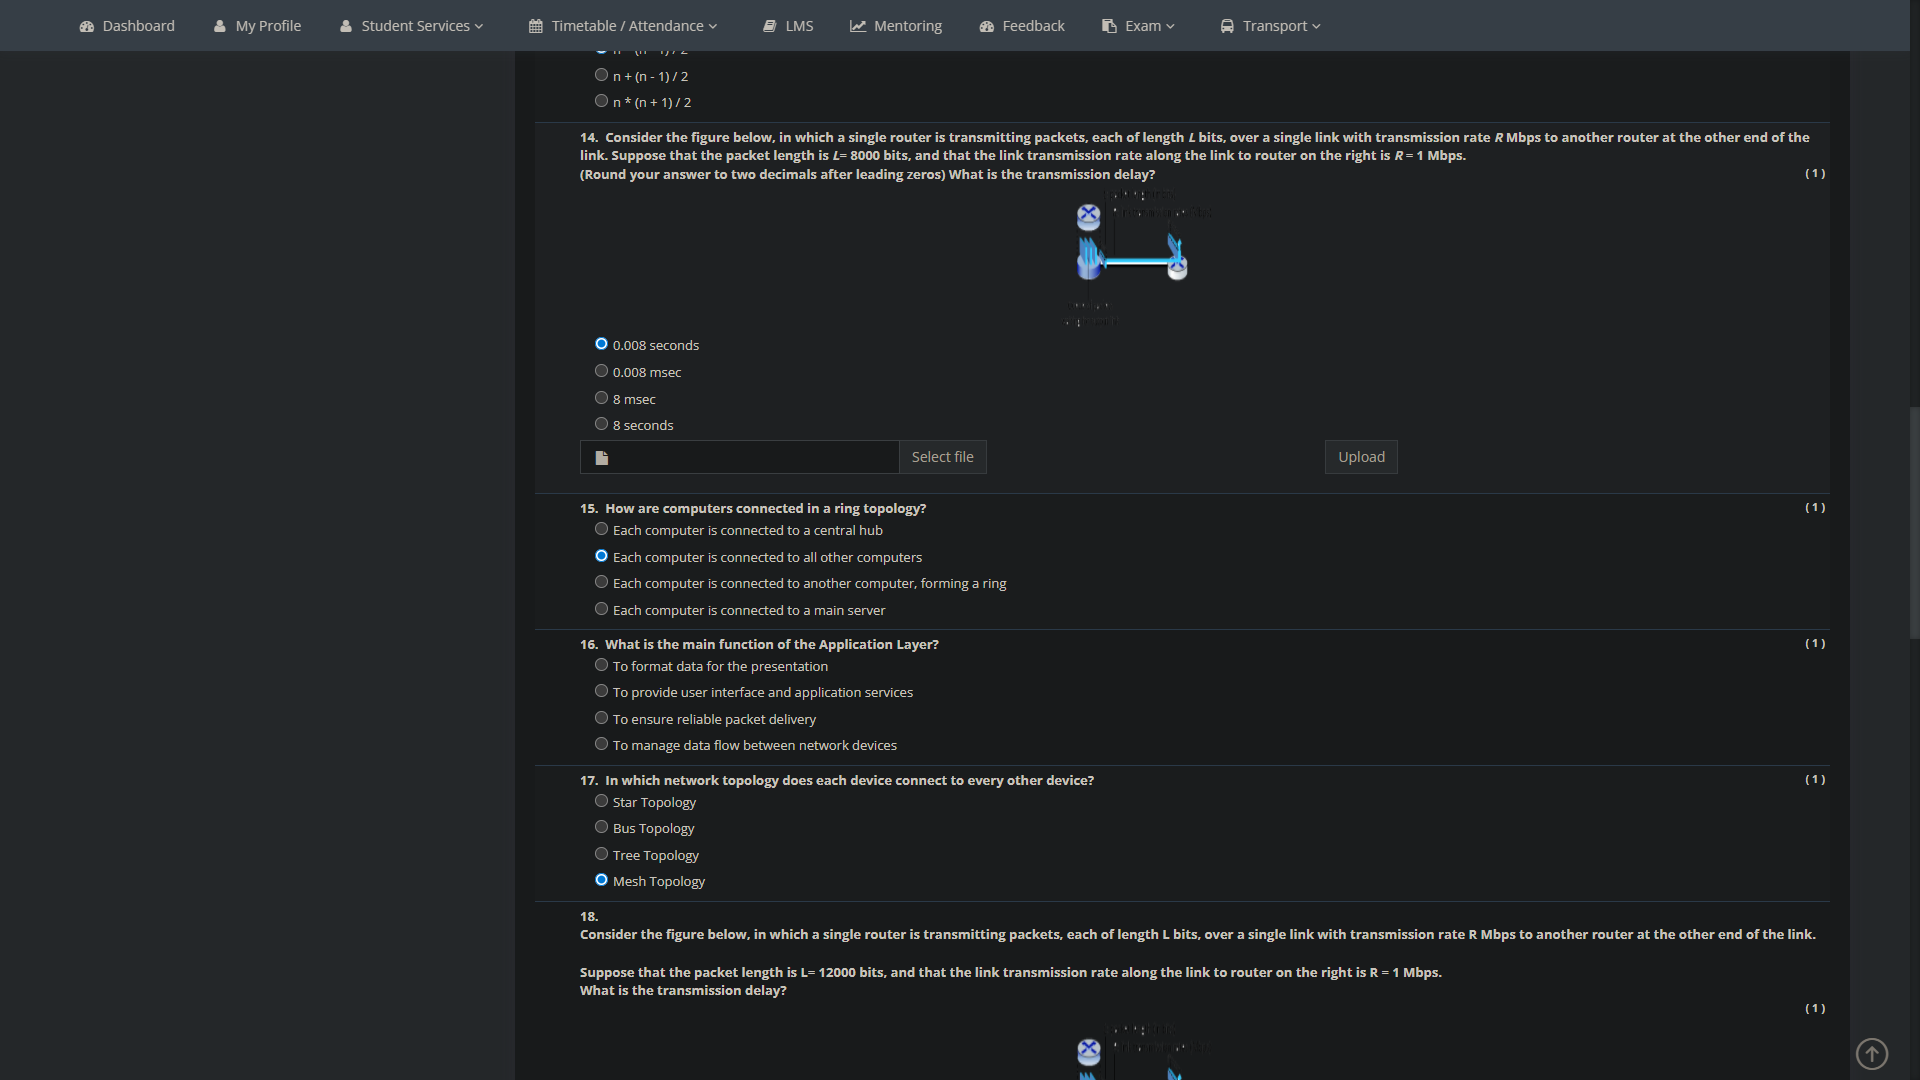 Dashboard
My Profile
Student Services
Timetable / Attendance
LMS
Mentoring
Feedback
Exam
Transport
n + (n - 1) / 2
n * (n + 1) / 2
14. Consider the figure below, in which a single router is transmitting packets, each of length L bits, over a single link with transmission rate R Mbps to another router at the other end of the
link. Suppose that the packet length is L= 8000 bits, and that the link transmission rate along the link to router on the right is R = 1 Mbps.
(Round your answer to two decimals after leading zeros) What is the transmission delay?
( 1 )
0.008 seconds
0.008 msec
8 msec
8 seconds
Select file
Upload
15. How are computers connected in a ring topology?
( 1 )
Each computer is connected to a central hub
Each computer is connected to all other computers
Each computer is connected to another computer, forming a ring
Each computer is connected to a main server
16. What is the main function of the Application Layer?
( 1 )
To format data for the presentation
To provide user interface and application services
To ensure reliable packet delivery
To manage data flow between network devices
17. In which network topology does each device connect to every other device?
( 1 )
Star Topology
Bus Topology
Tree Topology
Mesh Topology
18.
Consider the figure below, in which a single router is transmitting packets, each of length L bits, over a single link with transmission rate R Mbps to another router at the other end of the link.
Suppose that the packet length is L= 12000 bits, and that the link transmission rate along the link to router on the right is R = 1 Mbps.
What is the transmission delay?
( 1 )